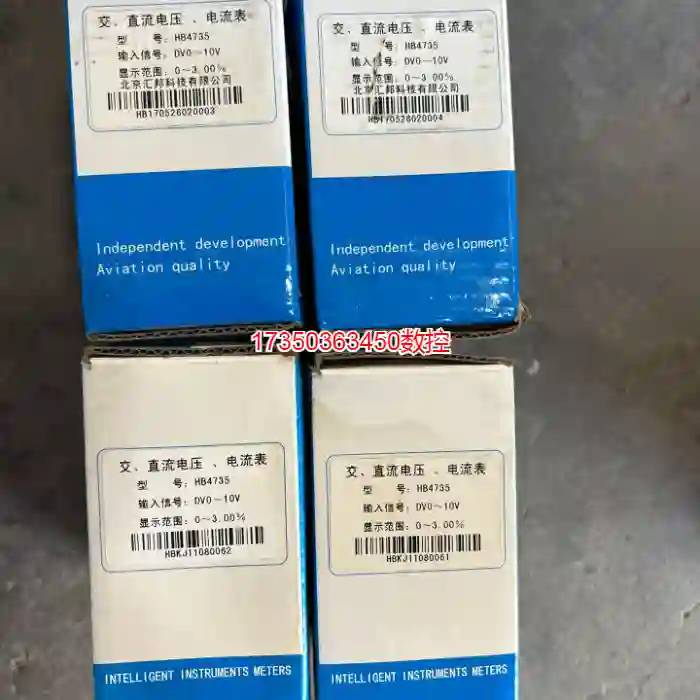 交、直流电压 、电流表
型 号：HB4735
输入信号：DV0～10V
显示范围：0～3.00%
北京汇邦科技有限公司
HB170526020003
Independent development
Aviation quality
交、直流电压 、电流表
型 号：HB4735
输入信号：DV0～10V
显示范围：0～3.00%
北京汇邦科技有限公司
HB170526020004
Independent development
Aviation quality
17350363450数控
交、直流电压 、电流表
型 号：HB4735
输入信号：DV0～10V
显示范围：0～3.00%
HBKJ11080062
INTELLIGENT INSTRUMENTS METERS
交、直流电压 、电流表
型 号：HB4735
输入信号：DV0～10V
显示范围：0～3.00%
HBKJ11080061
INTELLIGENT INSTRUMENTS METERS